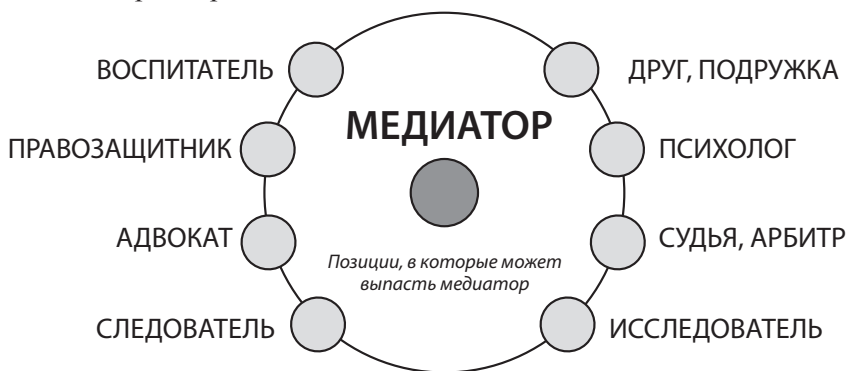 ВОСПИТАТЕЛЬ
ДРУГ, ПОДРУЖКА
МЕДИАТОР
ПРАВОЗАЩИТНИК
ПСИХОЛОГ
АДВОКАТ
СУДЬЯ, АРБИТР
Позиции, в которые может
выпасть медиатор
СЛЕДОВАТЕЛЬ
ИССЛЕДОВАТЕЛЬ